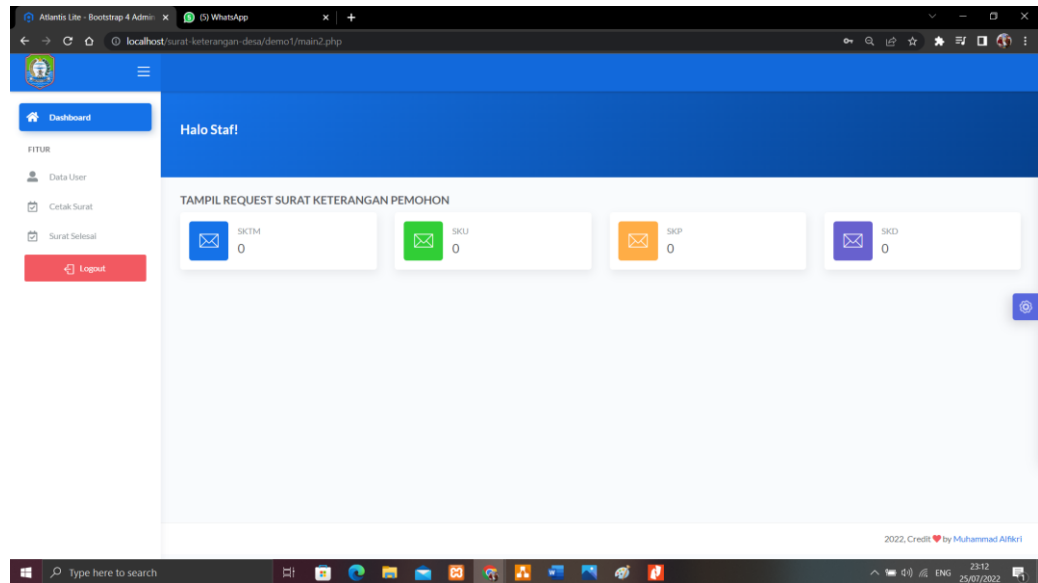 Atlantis Lite - Bootstrap 4 Admin
(5) WhatsApp
localhost/surat-keterangan-desa/demo1/main2.php
Dashboard
Halo Staf!
FITUR
Data User
Cetak Surat
Surat Selesai
Logout
TAMPIL REQUEST SURAT KETERANGAN PEMOHON
SKTM
0
SKU
0
SKP
0
SKD
0
2022, Credit ❤ by Muhammad Alfikri
Type here to search
ENG
23:12
25/07/2022